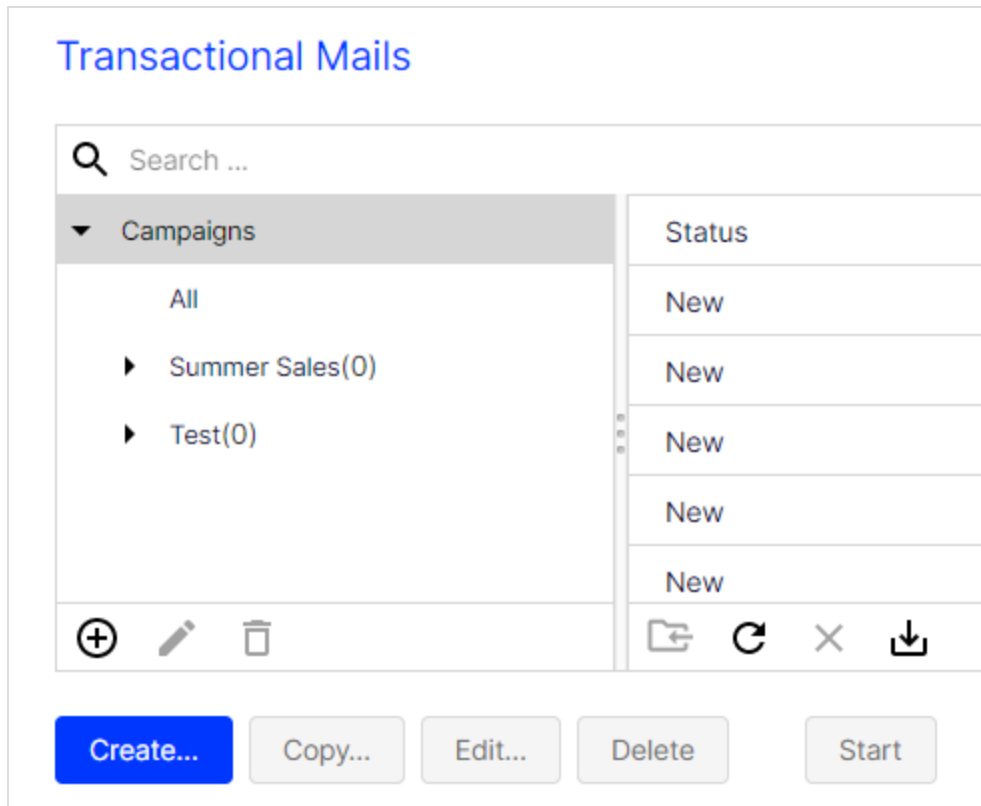 Transactional Mails
Search ...
Campaigns
All
Summer Sales(0)
Test(0)
Status
New
New
New
New
New
Create...
Copy...
Edit...
Delete
Start